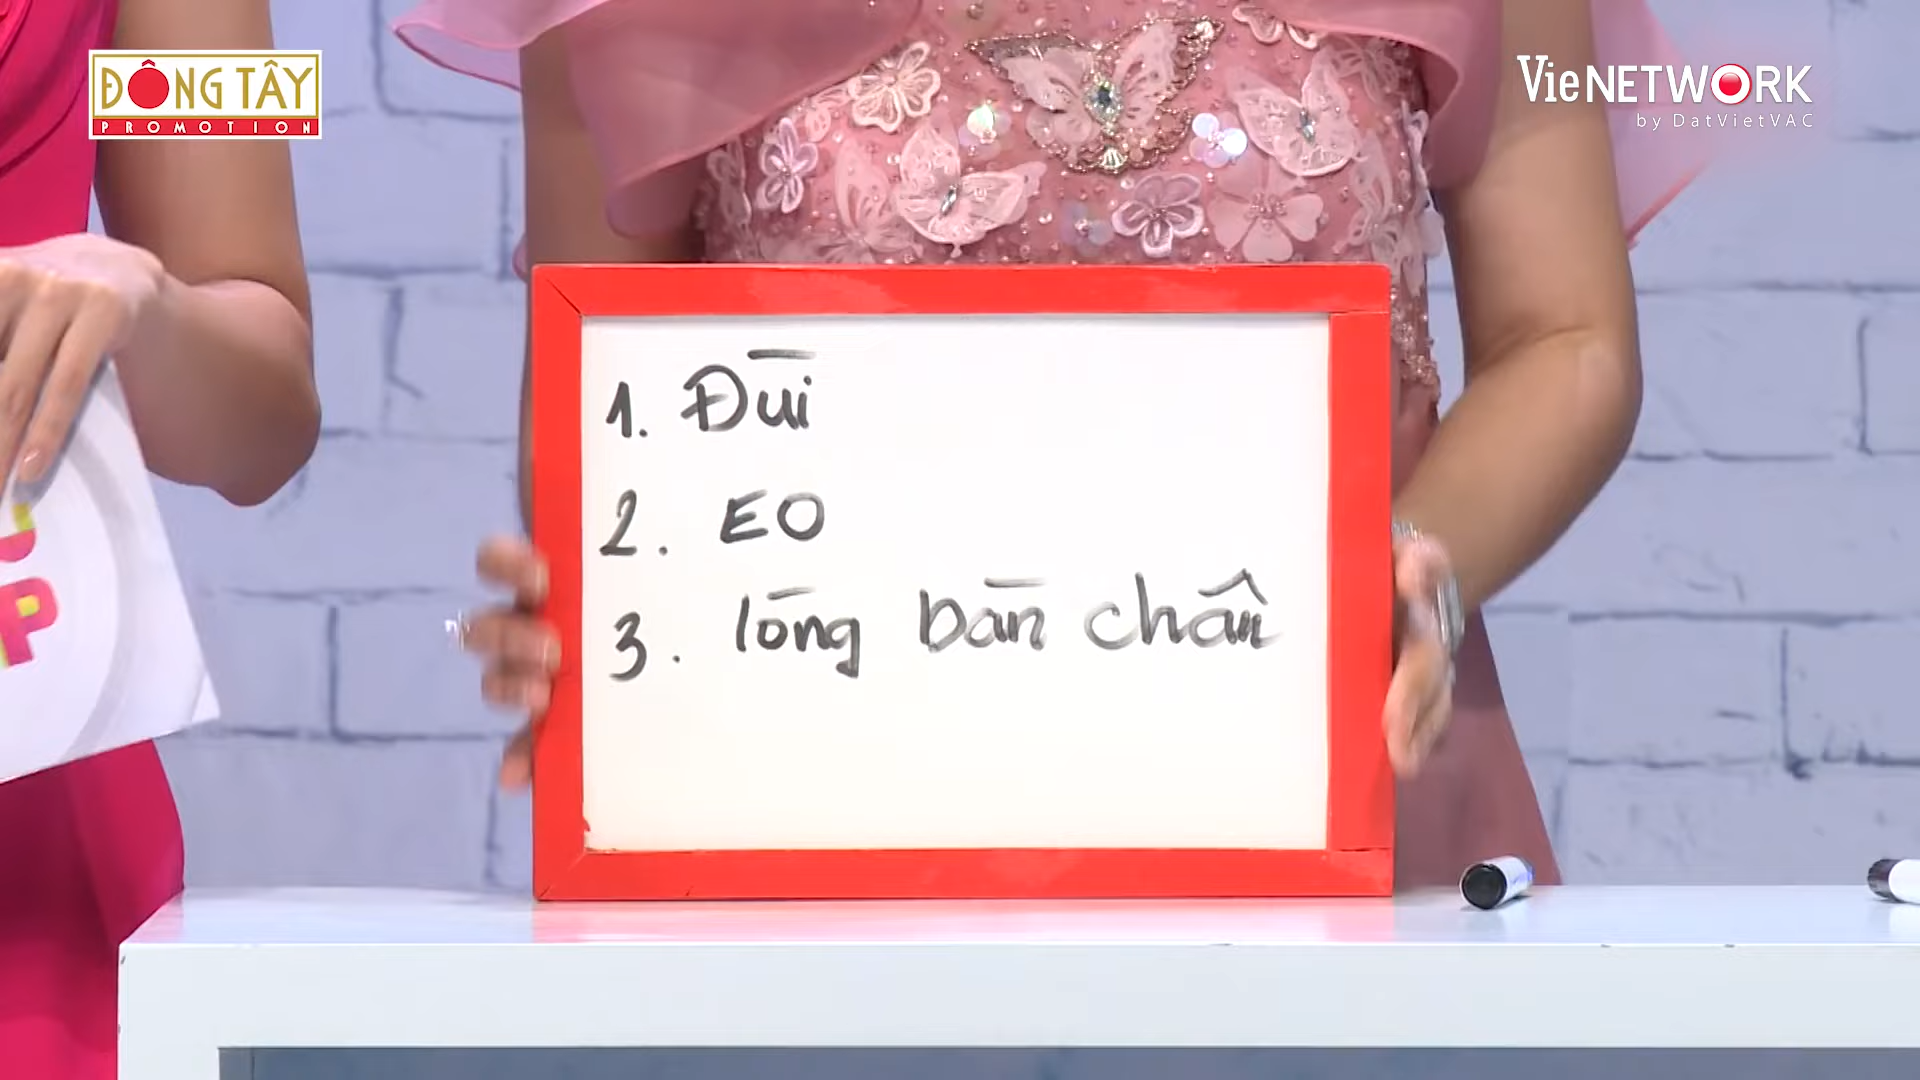 ĐÔNG TÂY
PROMOTION
VieNETWORK
by DatVietVAC
1. Đùi
2. EO
3. lòng bàn chân